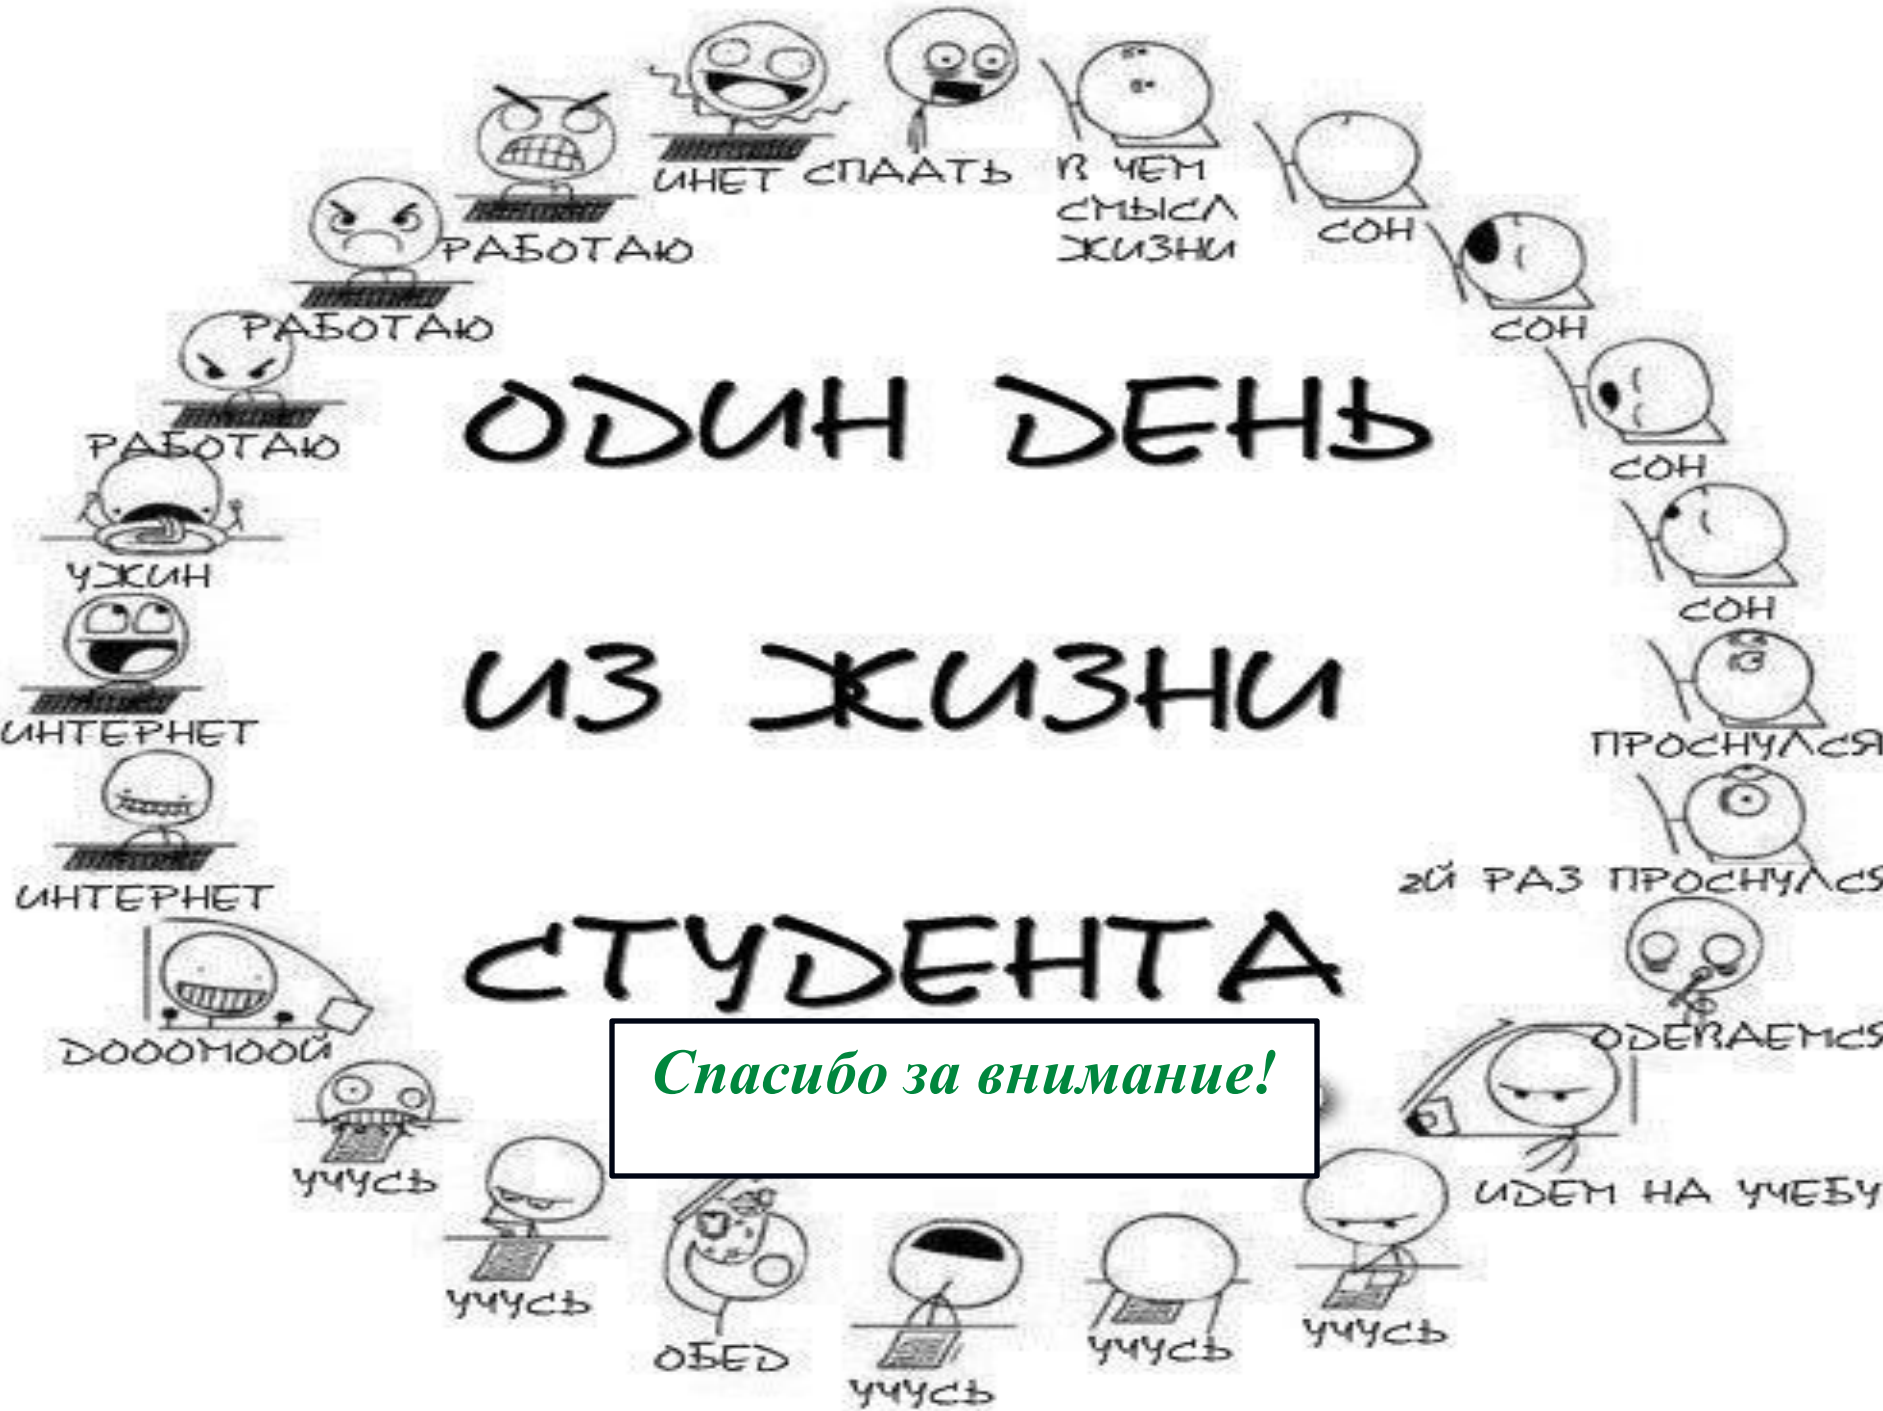 ИНЕТ
СПААТЬ
В ЧЕМ
СМЫСЛ
ЖИЗНИ
СОН
СОН
СОН
СОН
ПРОСНУЛСЯ
2Й РАЗ ПРОСНУЛСЯ
ОДЕВАЕМСЯ
ИДЕМ НА УЧЕБУ
УЧУСЬ
УЧУСЬ
УЧУСЬ
ОБЕД
УЧУСЬ
УЧУСЬ
ДОООМООЙ
ИНТЕРНЕТ
ИНТЕРНЕТ
УЖИН
РАБОТАЮ
РАБОТАЮ
РАБОТАЮ
ОДИН ДЕНЬ
ИЗ ЖИЗНИ
СТУДЕНТА
Спасибо за внимание!